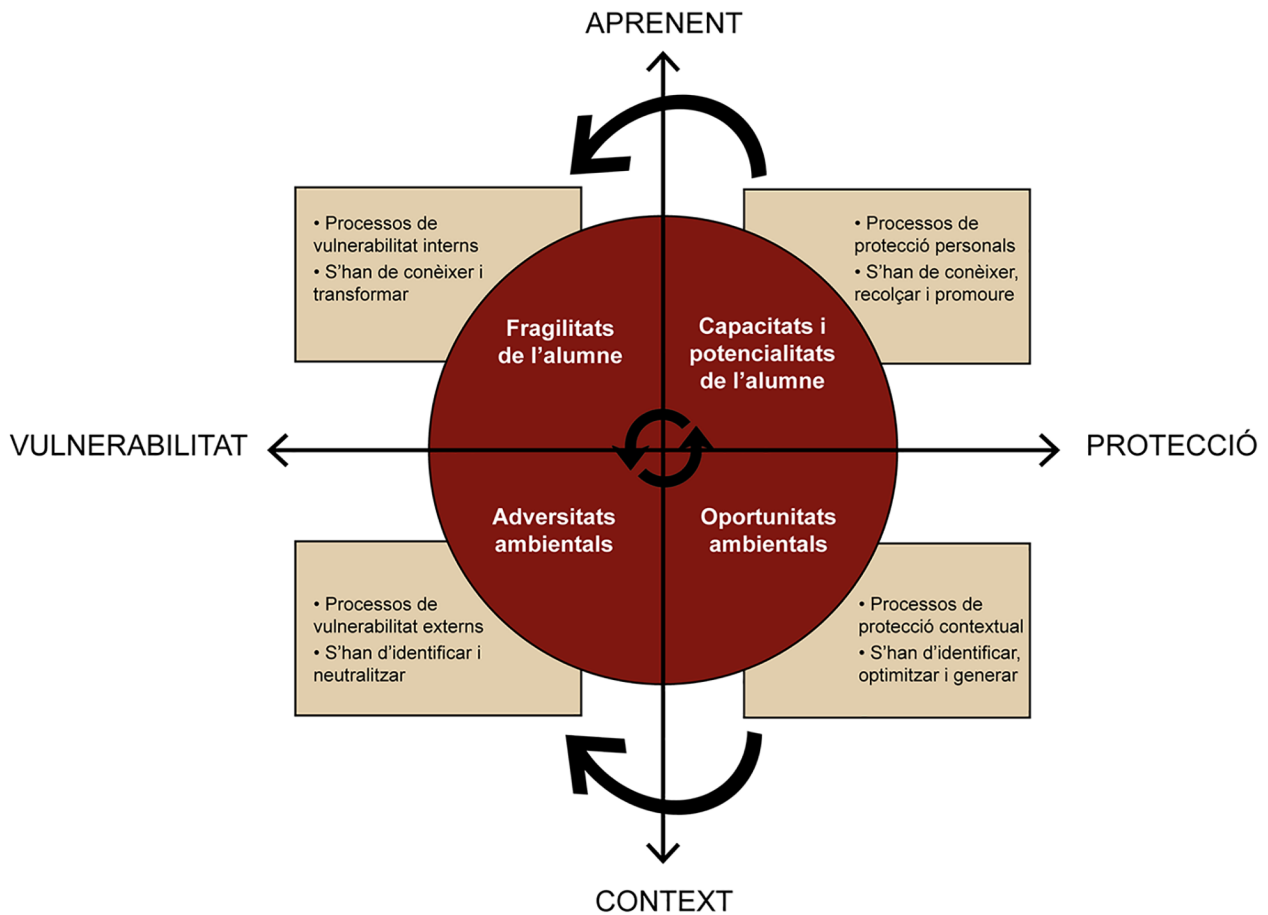 APRENENT
• Processos de
vulnerabilitat interns
• S'han de conèixer i
transformar
• Processos de
protecció personals
• S'han de conèixer,
recolçar i promoure
Fragilitats
de l'alumne
Capacitats i
potencialitats
de l'alumne
VULNERABILITAT
PROTECCIÓ
Adversitats
ambientals
Oportunitats
ambientals
• Processos de
vulnerabilitat externs
• S'han d'identificar i
neutralitzar
• Processos de
protecció contextual
• S'han d'identificar,
optimitzar i generar
CONTEXT